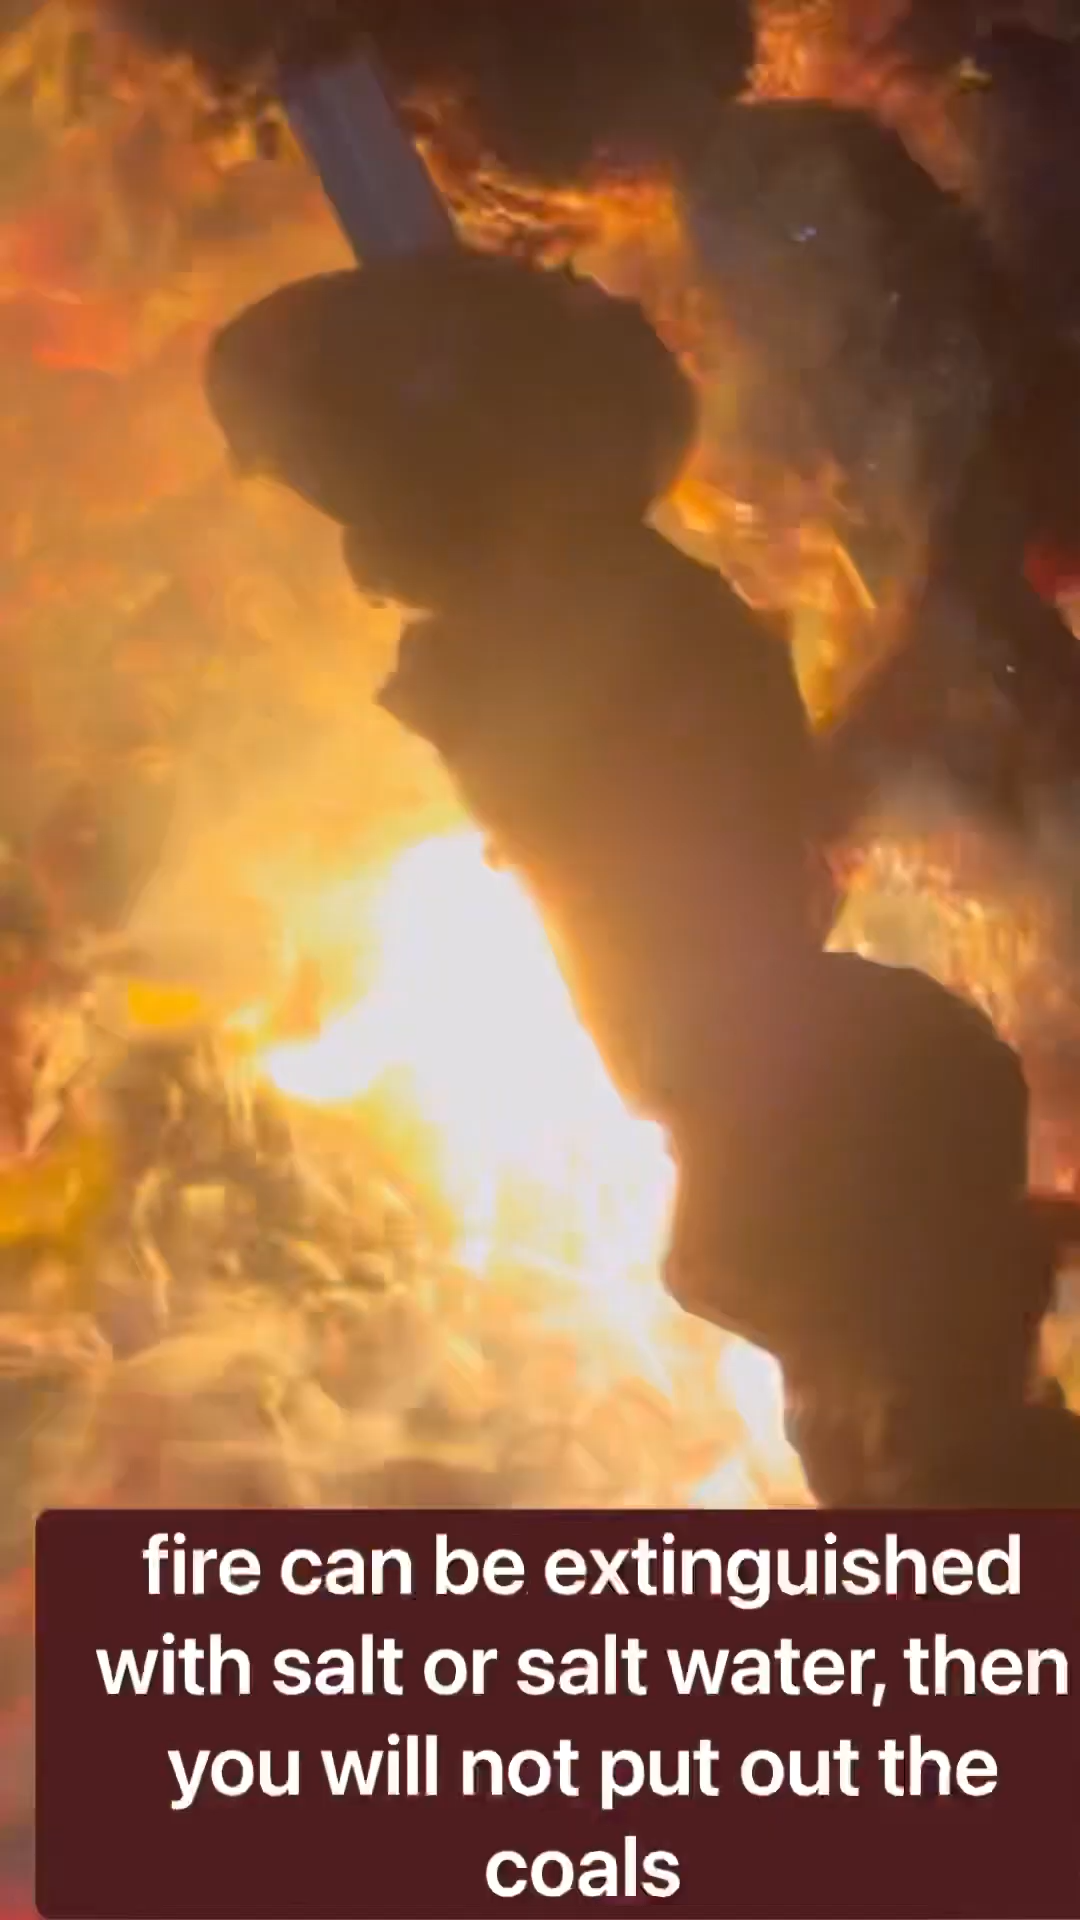 fire can be extinguished
with salt or salt water, then
you will not put out the
coals